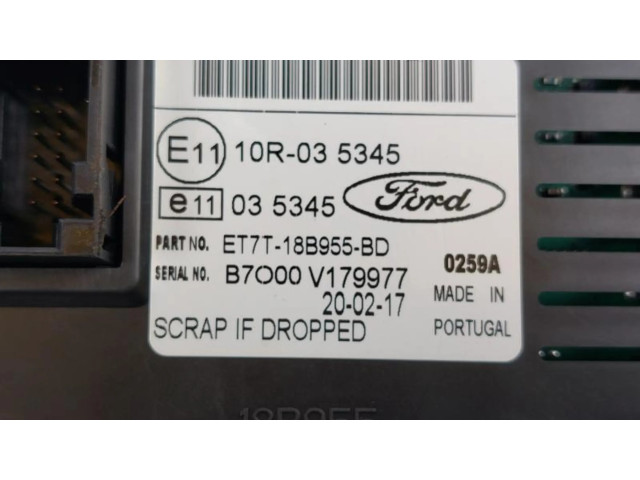 E11 10R-03 5345
e11 03 5345 Ford
PART NO. ET7T-18B955-BD
SERIAL NO. B7O00 V179977 0259A
20-02-17 MADE IN
SCRAP IF DROPPED PORTUGAL
18B955